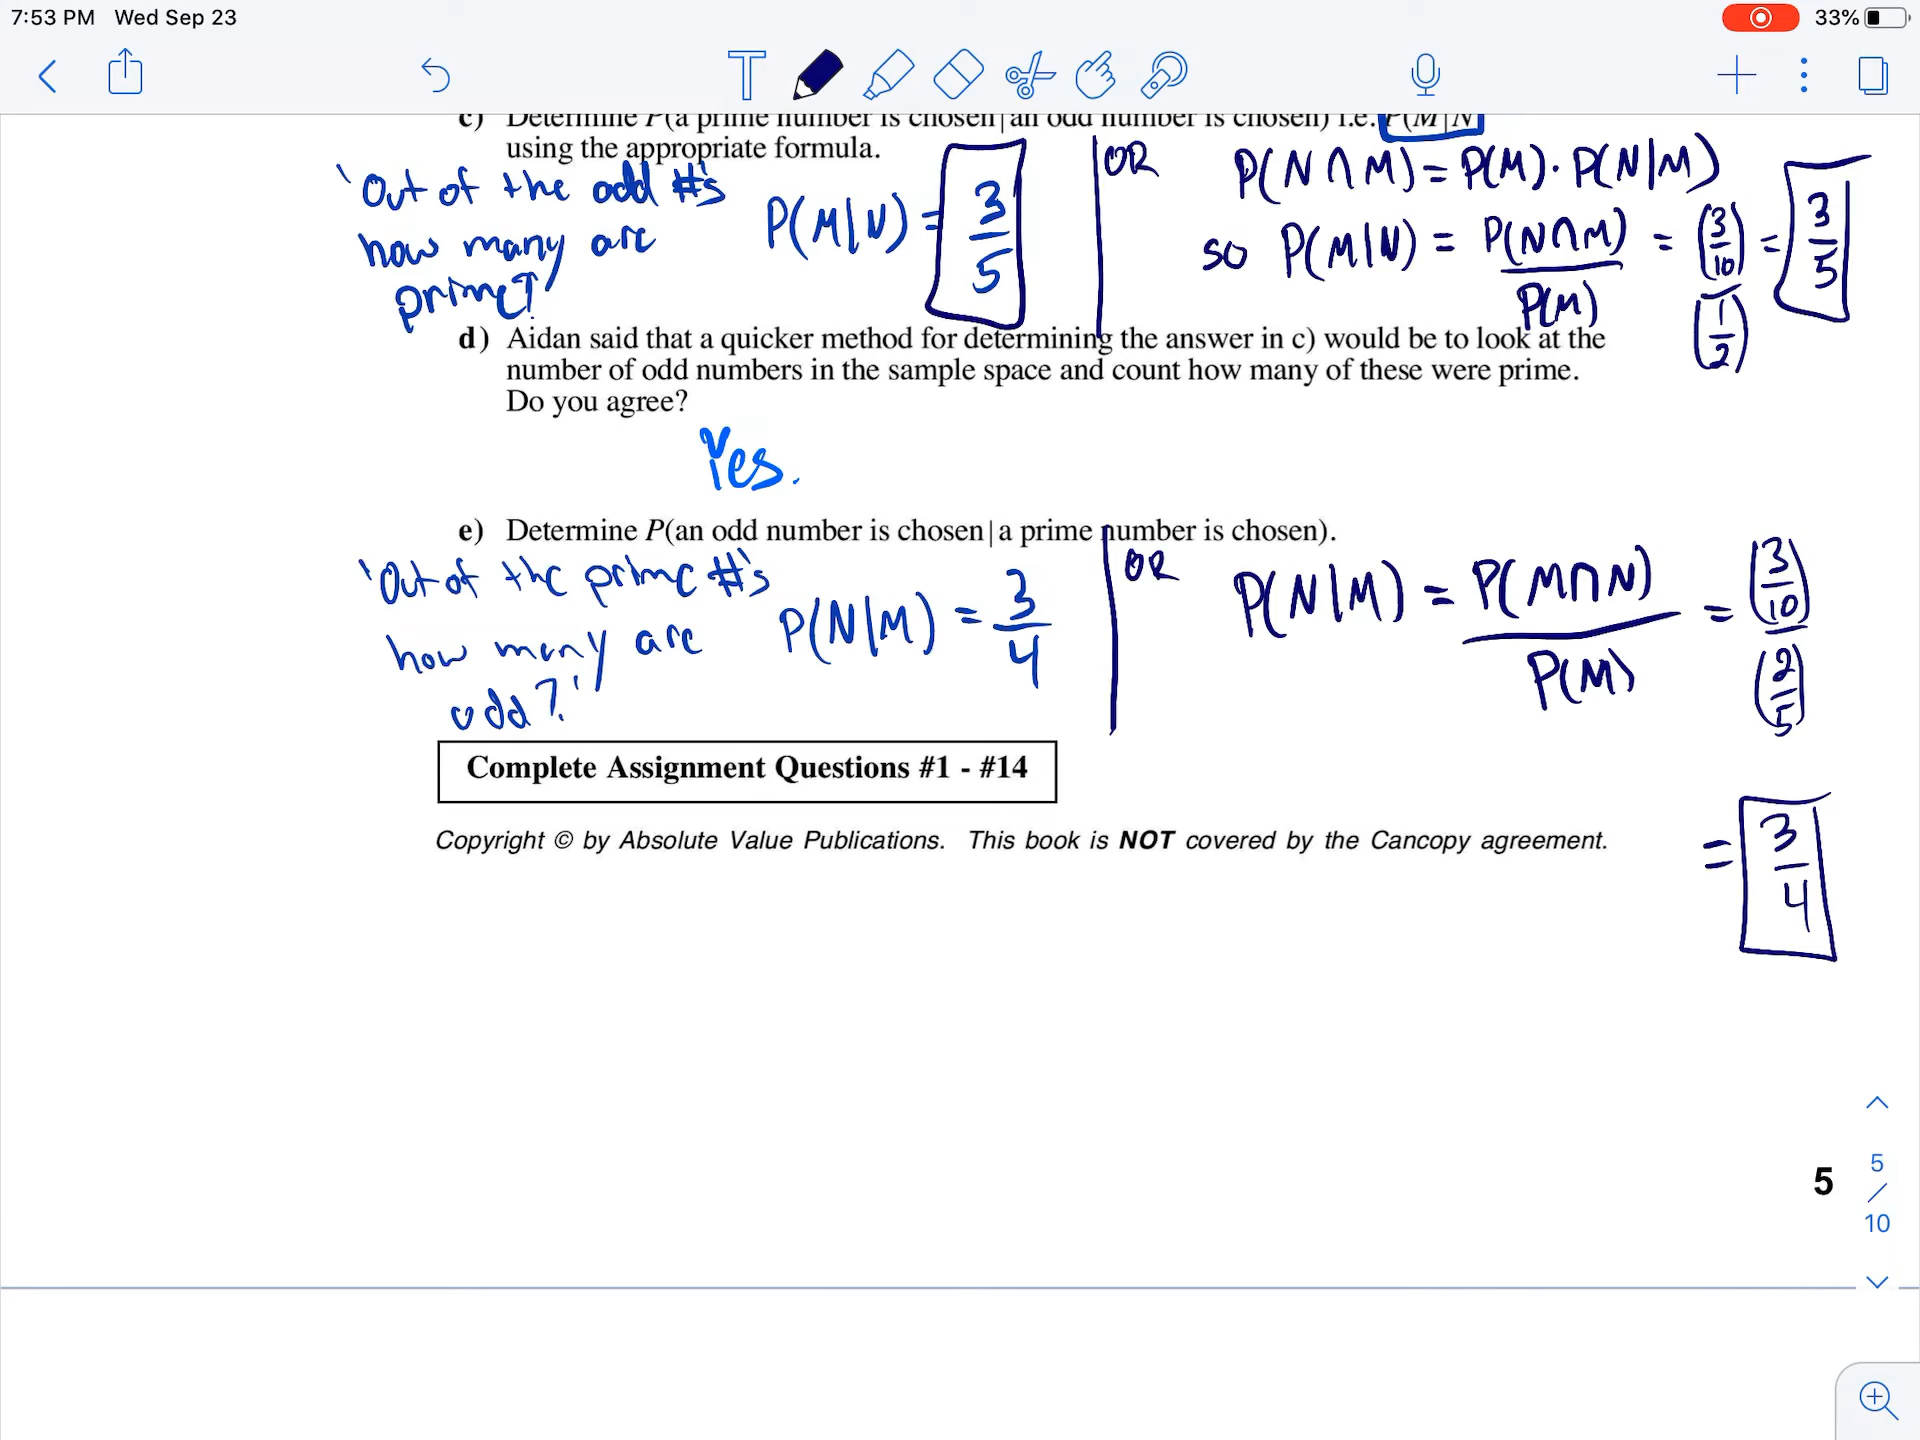 7:53 PM Wed Sep 23
33%
T
c) Determine P(a prime number is chosen | an odd number is chosen) i.e. P(M|N)
using the appropriate formula.
'Out of the odd #'s
how many are
prime?'
P(M|N) = 3/5
OR
P(N∩M) = P(M)·P(N|M)
so P(M|N) = P(N∩M)/P(M) = (3/10)/(1/2) = 3/5
d) Aidan said that a quicker method for determining the answer in c) would be to look at the
number of odd numbers in the sample space and count how many of these were prime.
Do you agree?
Yes.
e) Determine P(an odd number is chosen | a prime number is chosen).
'Out of the prime #'s
how many are
odd?'
P(N|M) = 3/4
OR
P(N|M) = P(M∩N)/P(M) = (3/10)/(2/5)
= 3/4
Complete Assignment Questions #1 - #14
Copyright © by Absolute Value Publications. This book is NOT covered by the Cancopy agreement.
5
5
/
10